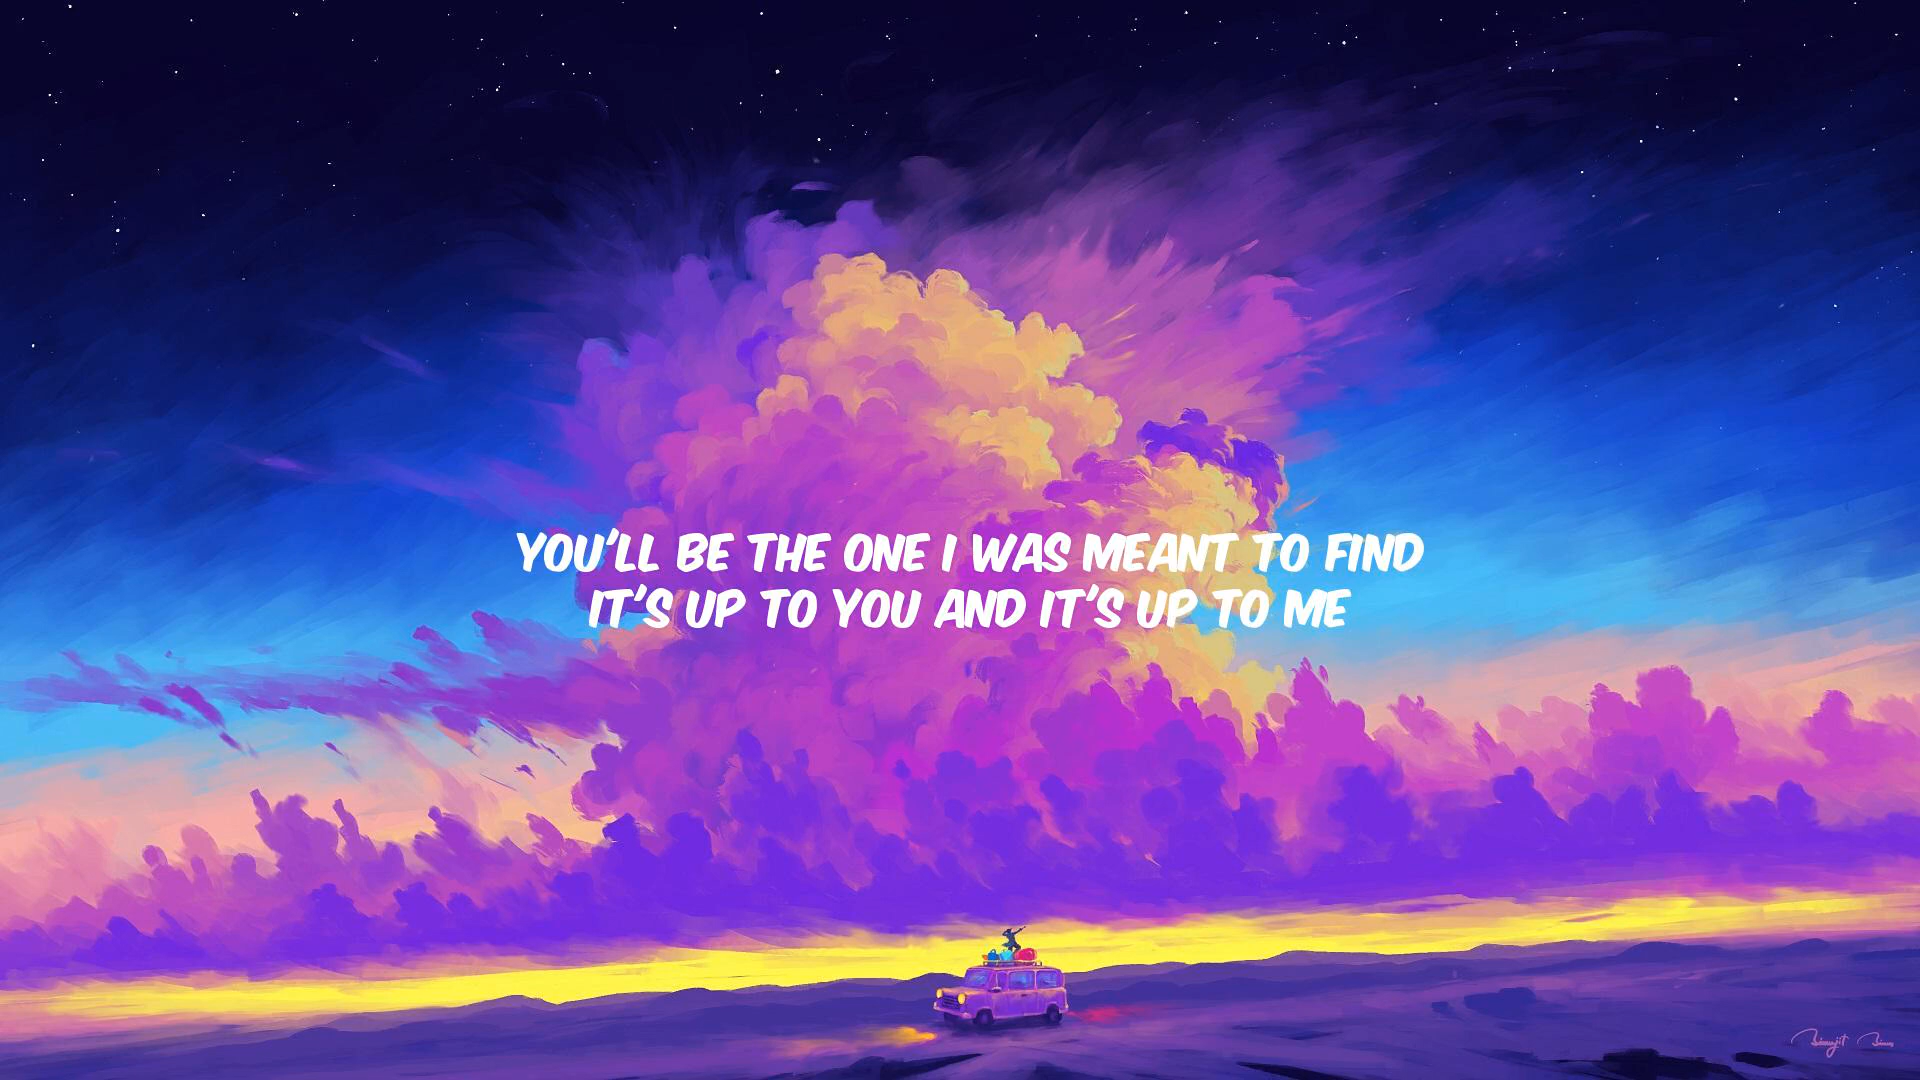 YOU'LL BE THE ONE I WAS MEANT TO FIND
IT'S UP TO YOU AND IT'S UP TO ME